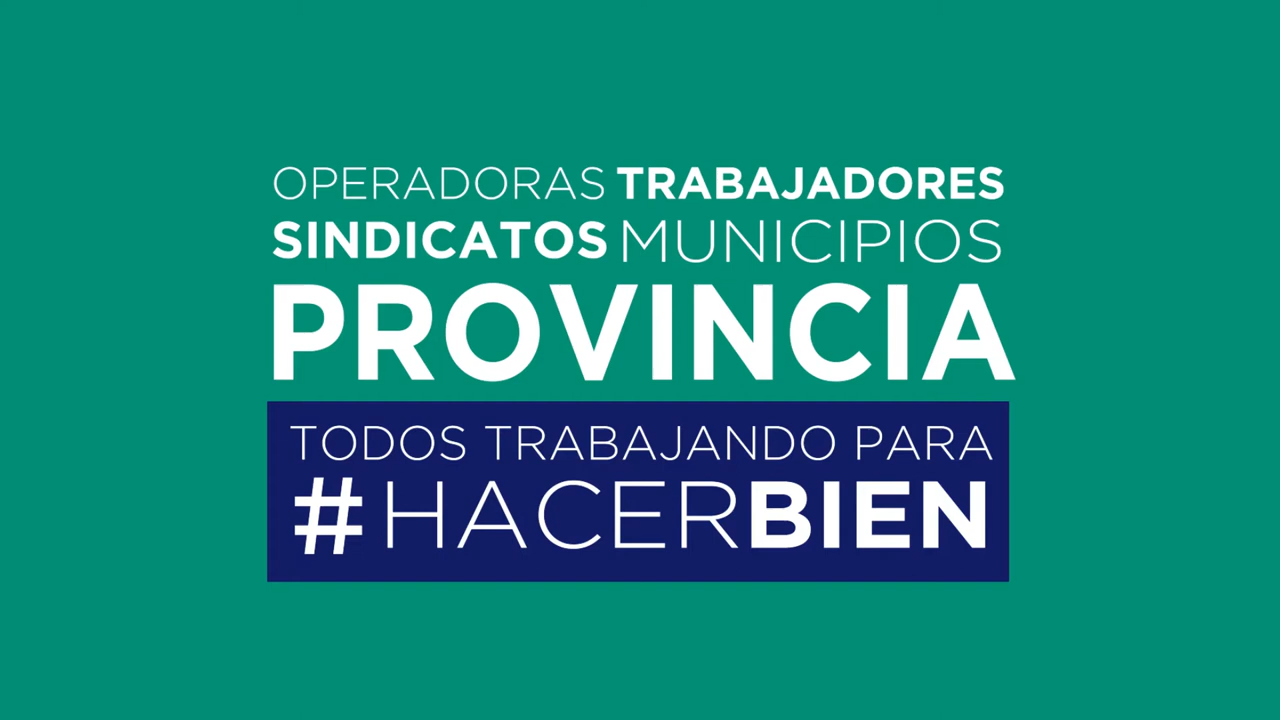 OPERADORAS TRABAJADORES
SINDICATOS MUNICIPIOS
PROVINCIA
TODOS TRABAJANDO PARA
#HACERBIEN